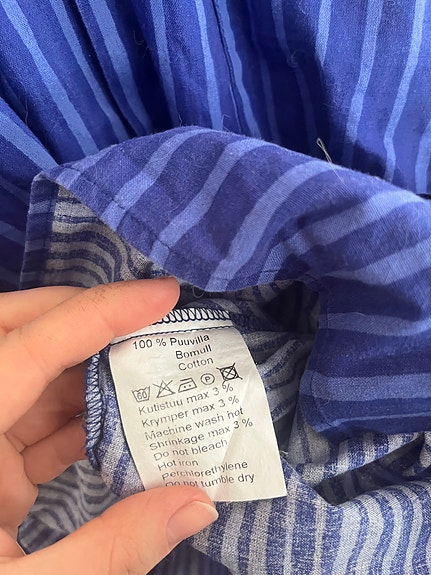 100 % Puuvilla
Bomull
Cotton
60 P
Kutistuu max 3 %
Krymper max 3 %
Machine wash hot
Shrinkage max 3 %
Do not bleach
Hot iron
Perchlorethylene
Do not tumble dry